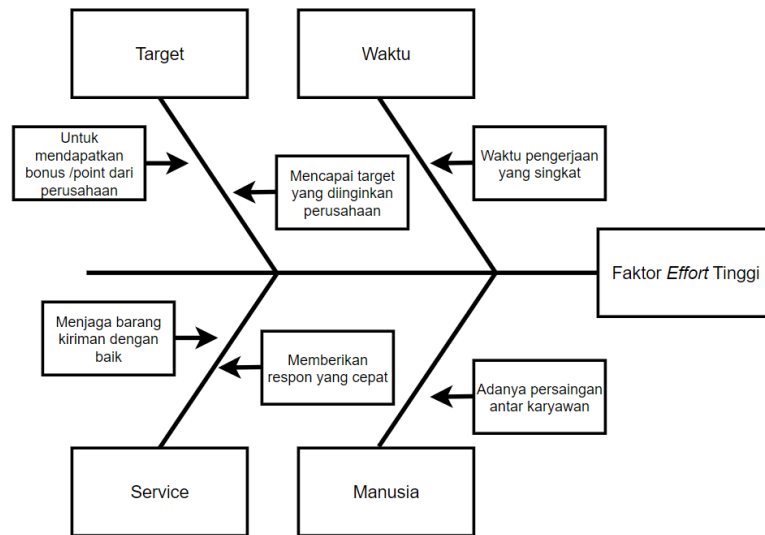 Target
Waktu
Untuk
mendapatkan
bonus /point dari
perusahaan
Mencapai target
yang diinginkan
perusahaan
Waktu pengerjaan
yang singkat
Faktor Effort Tinggi
Menjaga barang
kiriman dengan
baik
Memberikan
respon yang cepat
Adanya persaingan
antar karyawan
Service
Manusia